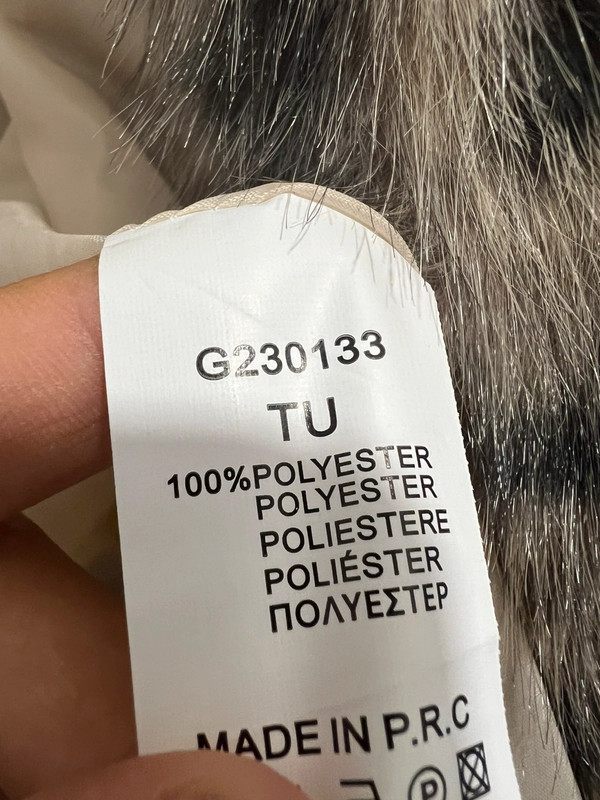 G230133
TU
100%POLYESTER
POLYESTER
POLIESTERE
POLIÉSTER
ΠΟΛΥΕΣΤΕΡ
MADE IN P.R.C
P